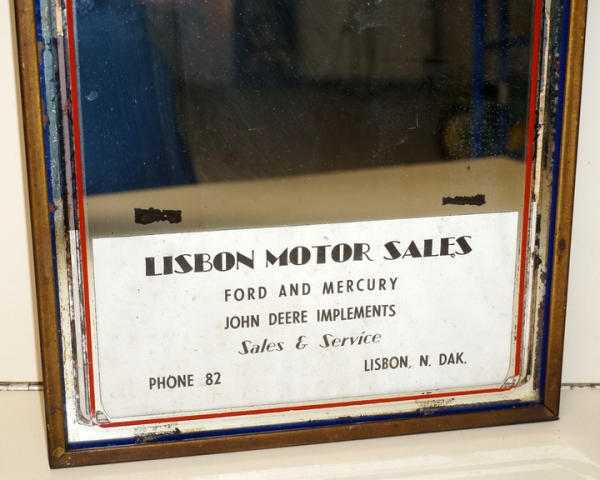 LISBON MOTOR SALES
FORD AND MERCURY
JOHN DEERE IMPLEMENTS
Sales & Service
PHONE 82
LISBON, N. DAK.